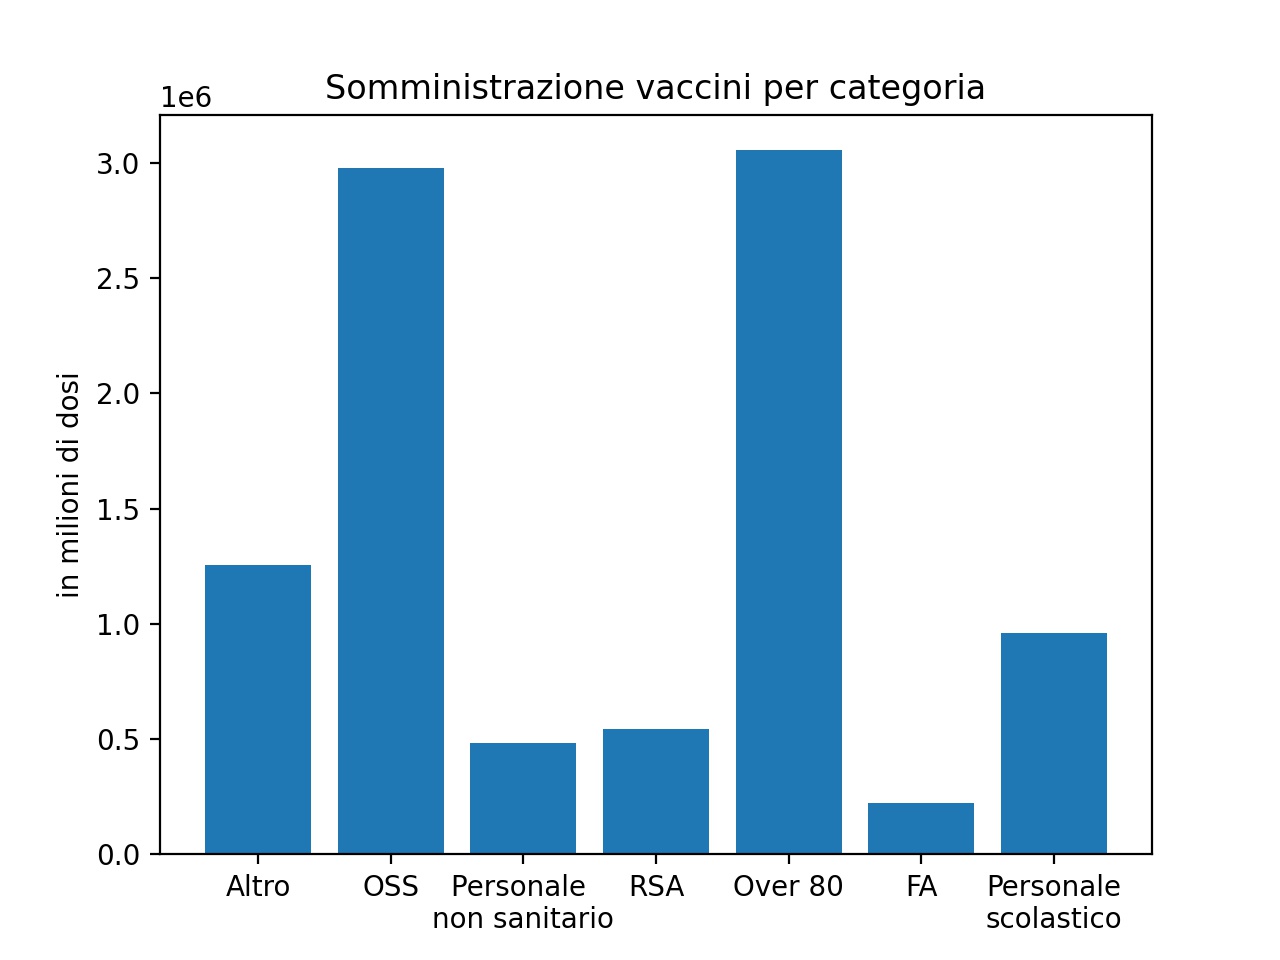 Somministrazione vaccini per categoria
1e6
in milioni di dosi
3.0
2.5
2.0
1.5
1.0
0.5
0.0
Altro
OSS
Personale
non sanitario
RSA
Over 80
FA
Personale
scolastico